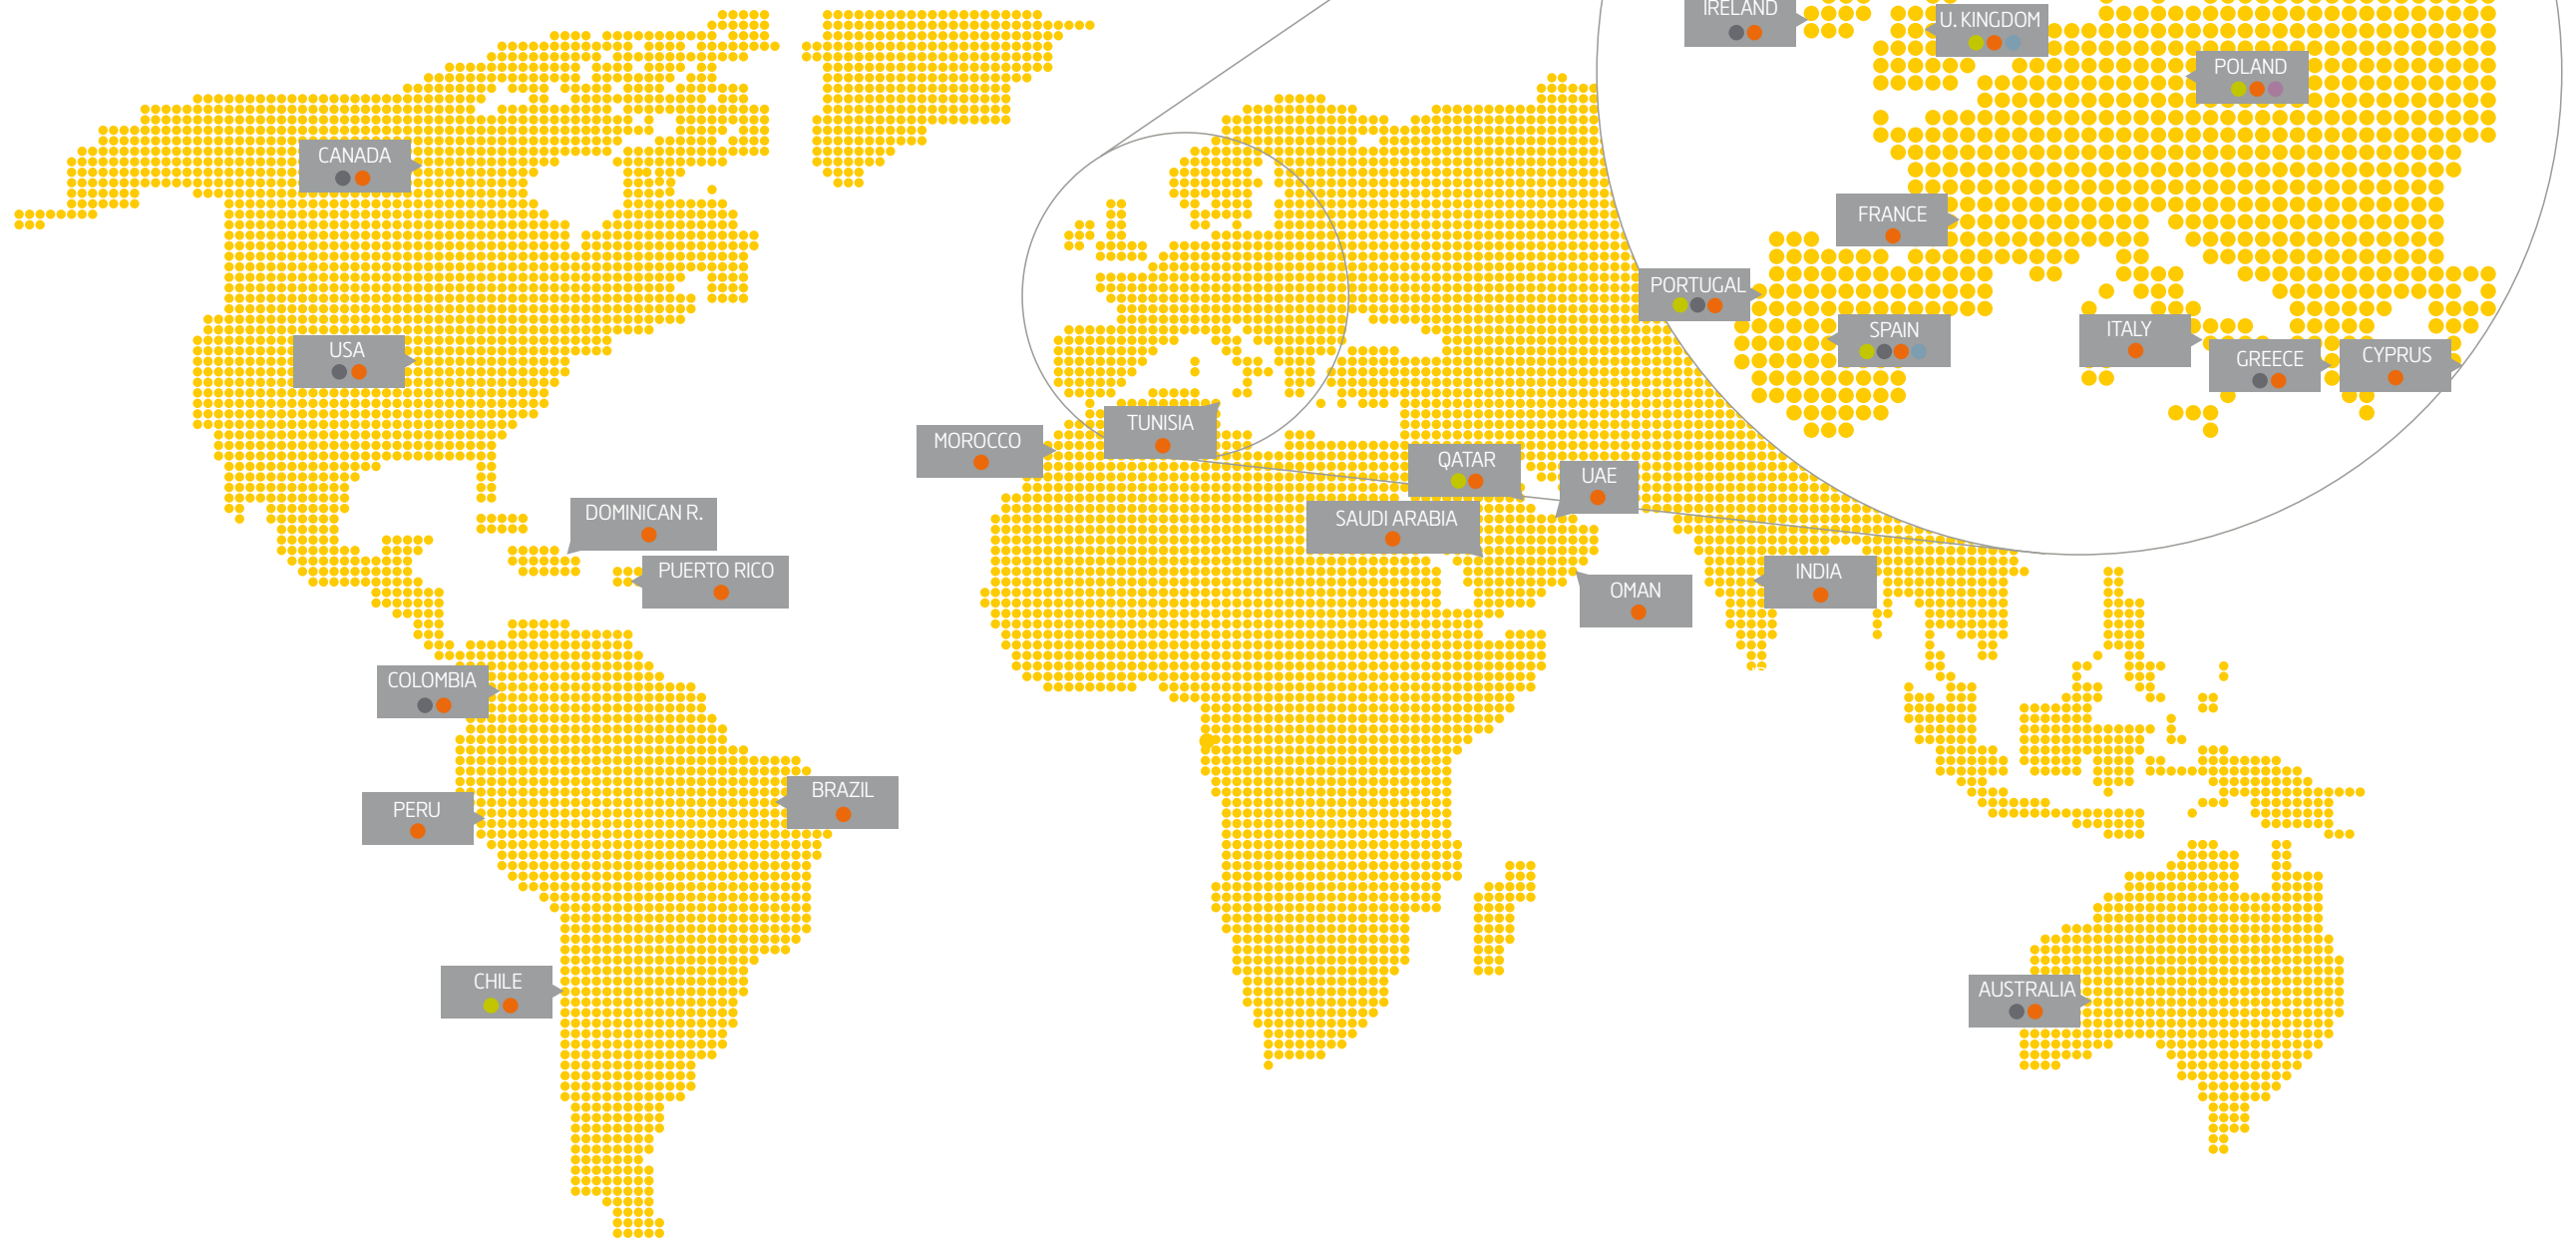 IRELAND
U. KINGDOM
POLAND
CANADA
FRANCE
PORTUGAL
SPAIN
ITALY
GREECE
CYPRUS
USA
TUNISIA
MOROCCO
QATAR
UAE
DOMINICAN R.
SAUDI ARABIA
PUERTO RICO
INDIA
OMAN
COLOMBIA
BRAZIL
PERU
CHILE
AUSTRALIA